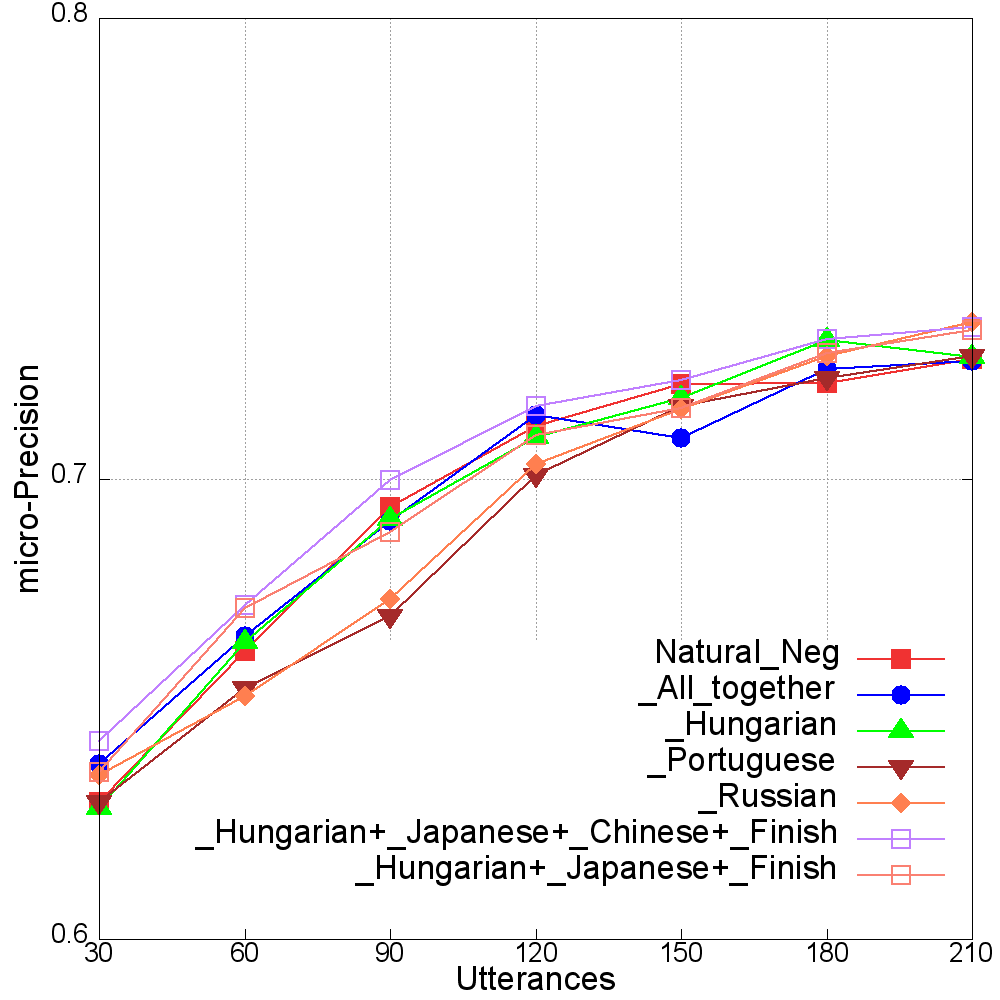 0.8
0.7
0.6
micro-Precision
Natural_Neg
_All_together
_Hungarian
_Portuguese
_Russian
_Hungarian+_Japanese+_Chinese+_Finish
_Hungarian+_Japanese+_Finish
30 60 90 120 150 180 210
Utterances